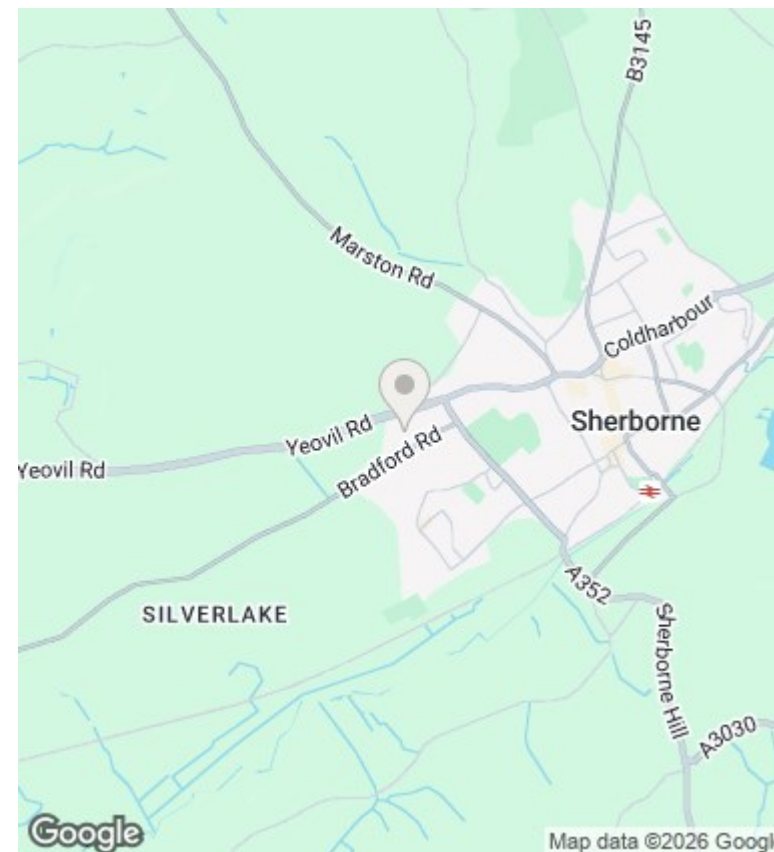 B3145
Marston Rd
Coldharbour
Yeovil Rd
Sherborne
Bradford Rd
Yeovil Rd
A352
SILVERLAKE
Sherborne Hill
A3030
Google
Map data ©2026 Googl